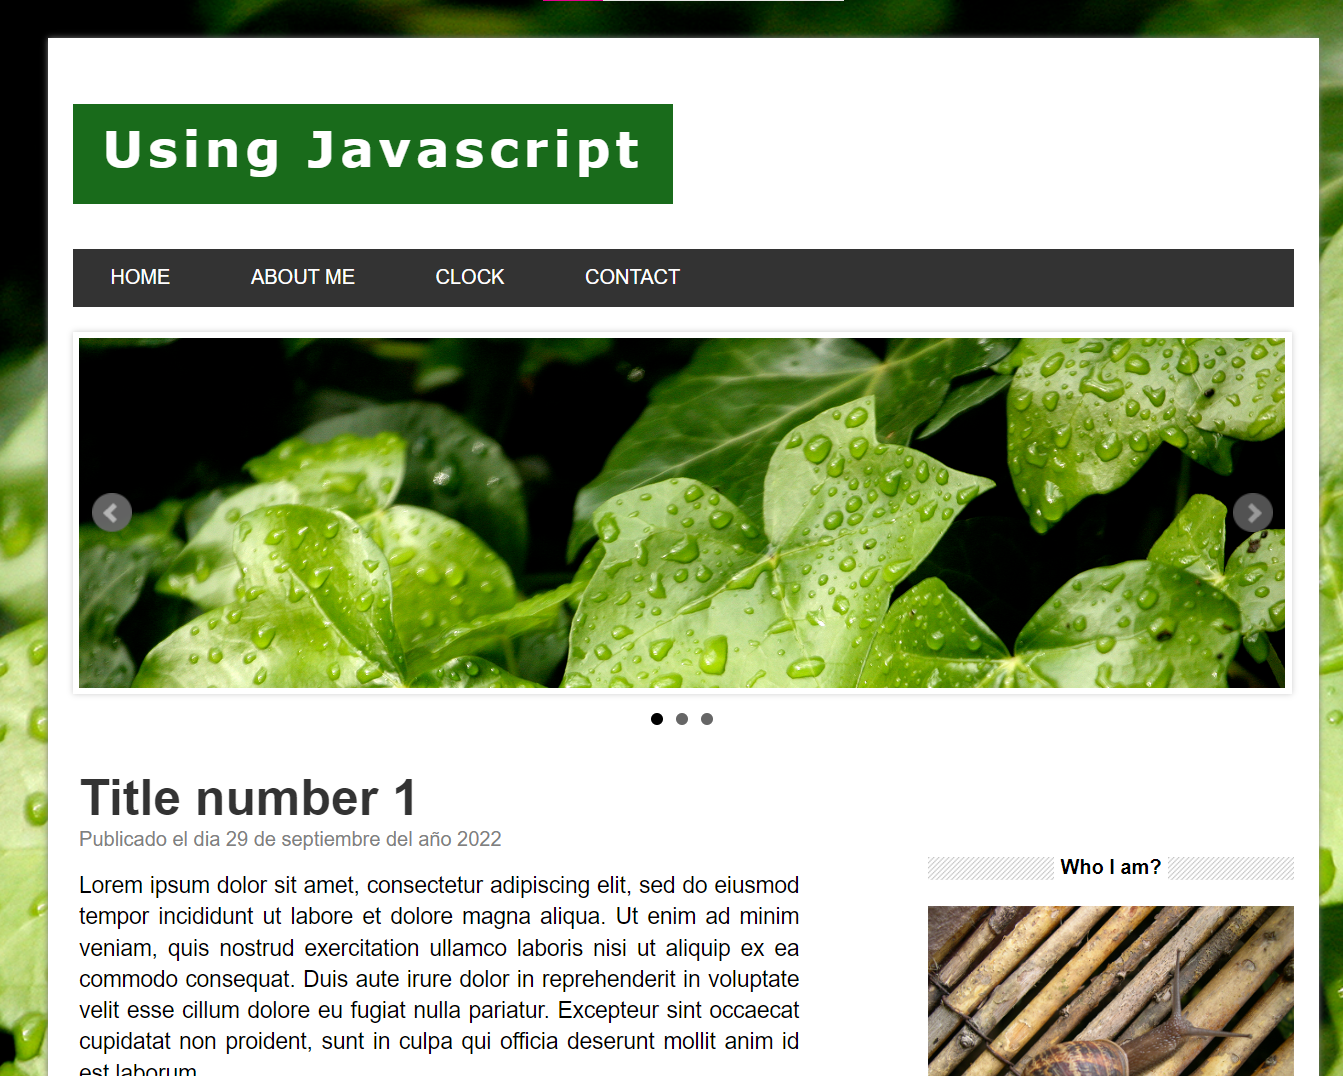 Using Javascript
HOME ABOUT ME CLOCK CONTACT
Title number 1
Publicado el dia 29 de septiembre del año 2022
Lorem ipsum dolor sit amet, consectetur adipiscing elit, sed do eiusmod
tempor incididunt ut labore et dolore magna aliqua. Ut enim ad minim
veniam, quis nostrud exercitation ullamco laboris nisi ut aliquip ex ea
commodo consequat. Duis aute irure dolor in reprehenderit in voluptate
velit esse cillum dolore eu fugiat nulla pariatur. Excepteur sint occaecat
cupidatat non proident, sunt in culpa qui officia deserunt mollit anim id
est laborum.
Who I am?